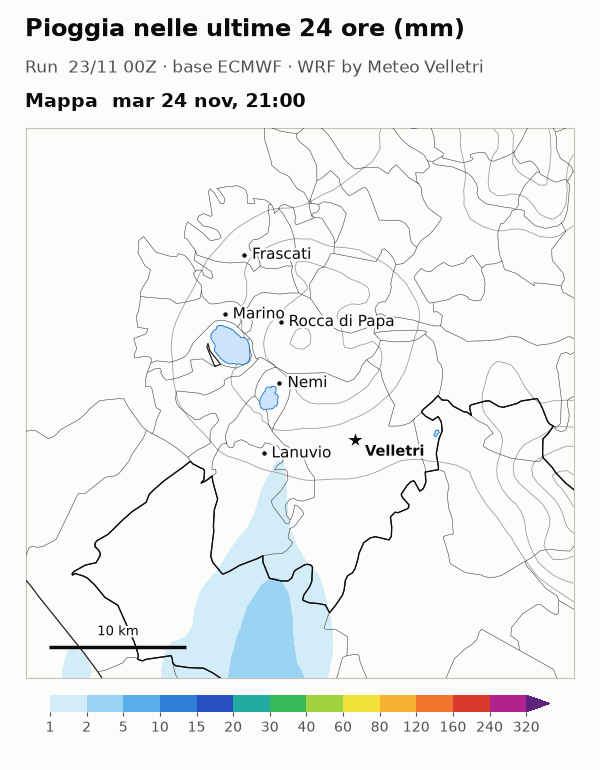 Pioggia nelle ultime 24 ore (mm)
Run  23/11 00Z · base ECMWF · WRF by Meteo Velletri
Mappa  mar 24 nov, 21:00
Frascati
Marino
Rocca di Papa
Nemi
Velletri
Lanuvio
10 km
1 2 5 10 15 20 30 40 60 80 120 160 240 320